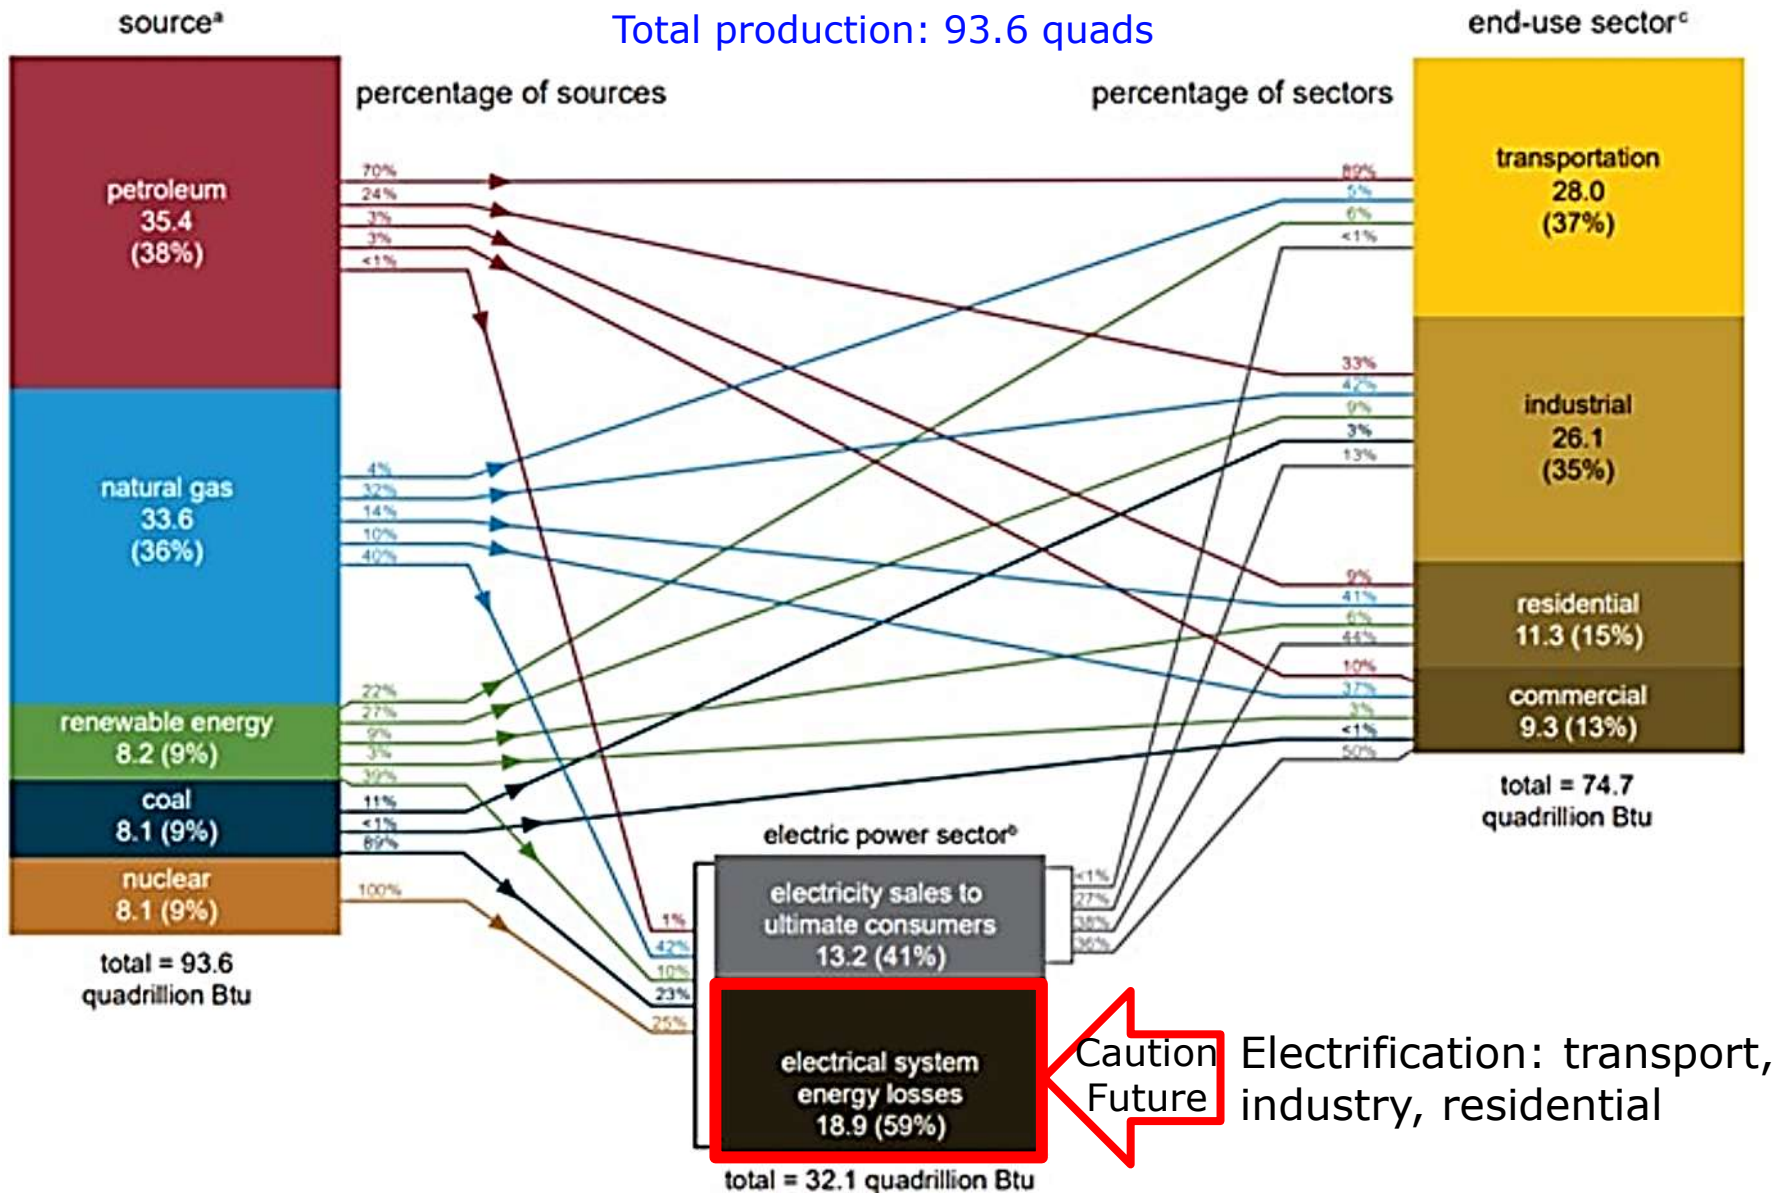 sourceᵃ
Total production: 93.6 quads
end-use sectorᶜ
percentage of sources
percentage of sectors
petroleum
35.4
(38%)
70%
24%
3%
3%
<1%
natural gas
33.6
(36%)
4%
32%
14%
10%
40%
renewable energy
8.2 (9%)
22%
27%
9%
3%
39%
coal
8.1 (9%)
11%
<1%
89%
nuclear
8.1 (9%)
100%
total = 93.6
quadrillion Btu
1%
42%
10%
23%
25%
electric power sectorᵇ
electricity sales to
ultimate consumers
13.2 (41%)
electrical system
energy losses
18.9 (59%)
total = 32.1 quadrillion Btu
<1%
27%
38%
36%
89%
5%
6%
<1%
transportation
28.0
(37%)
33%
42%
9%
3%
13%
industrial
26.1
(35%)
9%
41%
6%
44%
residential
11.3 (15%)
10%
37%
3%
<1%
50%
commercial
9.3 (13%)
total = 74.7
quadrillion Btu
Caution
Future
Electrification: transport,
industry, residential